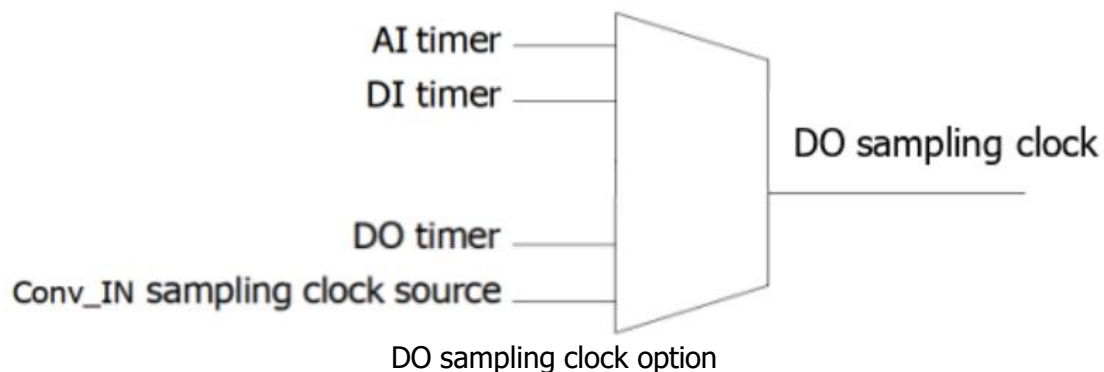 AI timer
DI timer
DO sampling clock
DO timer
Conv_IN sampling clock source
DO sampling clock option